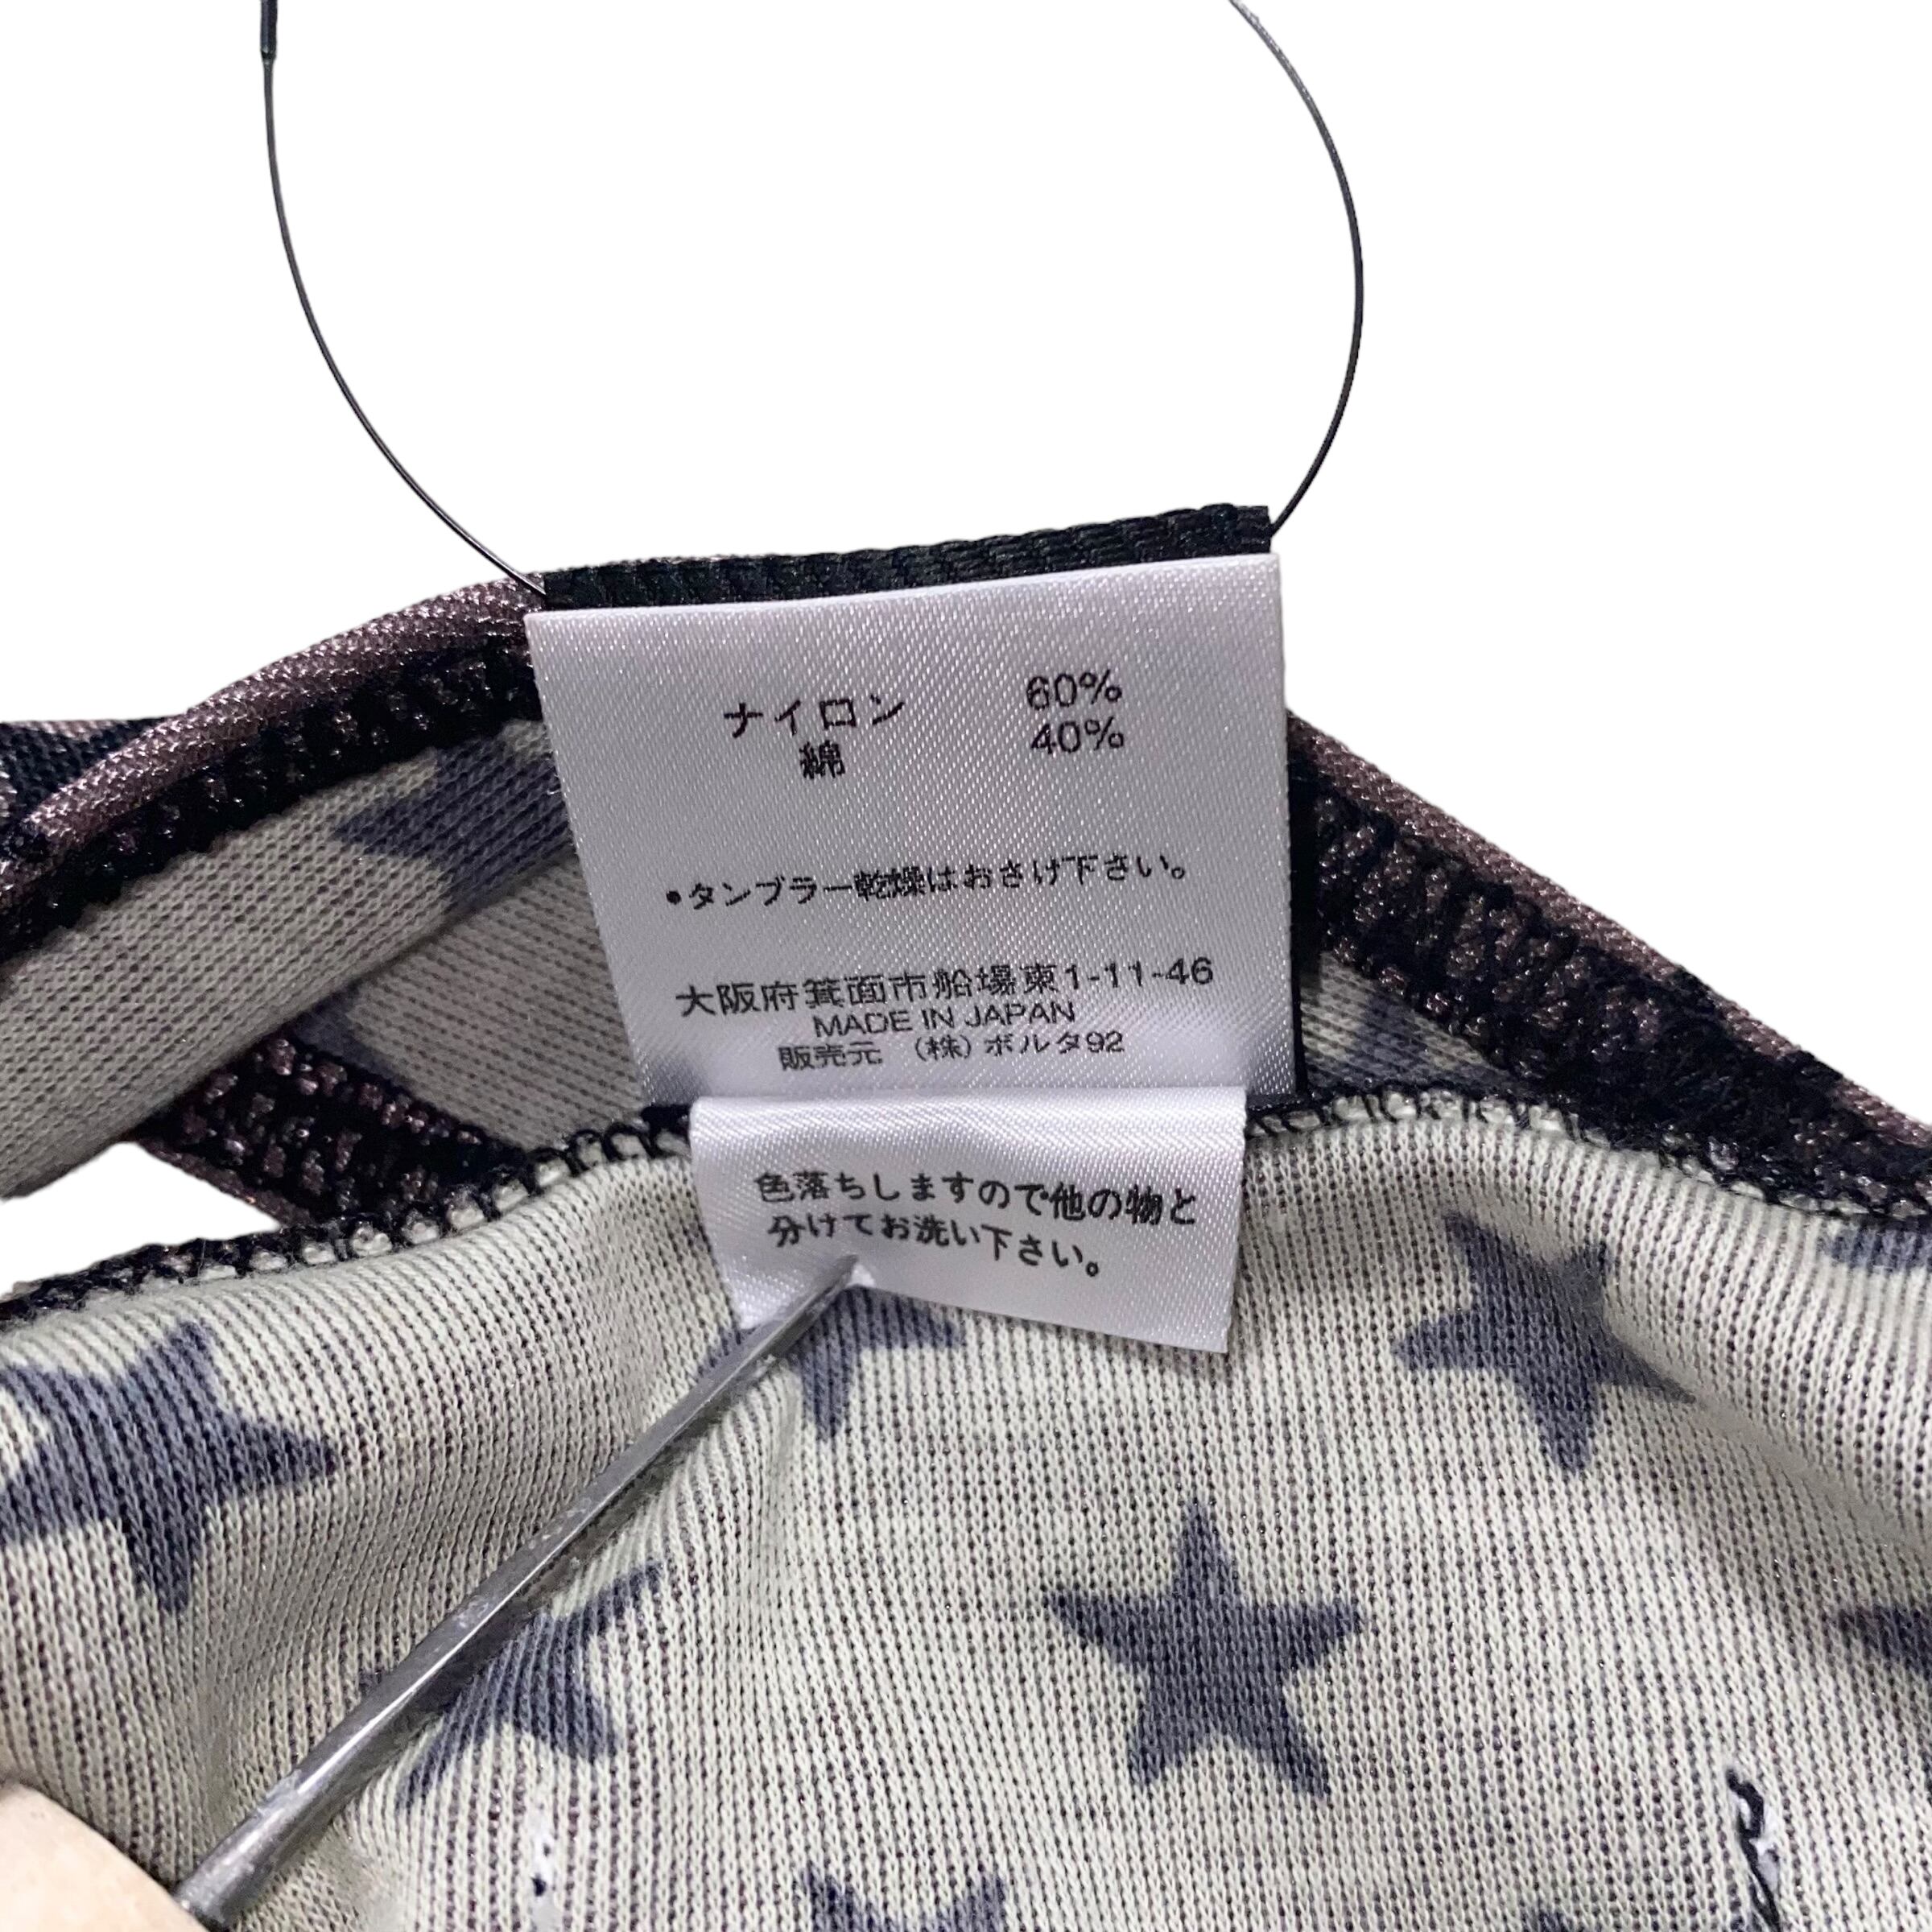 ナイロン 60%
綿 40%
•タンブラー乾燥はおさけ下さい。
大阪府箕面市船場東1-11-46
MADE IN JAPAN
販売元 (株)ボルタ92
色落ちしますので他の物と
分けてお洗い下さい。